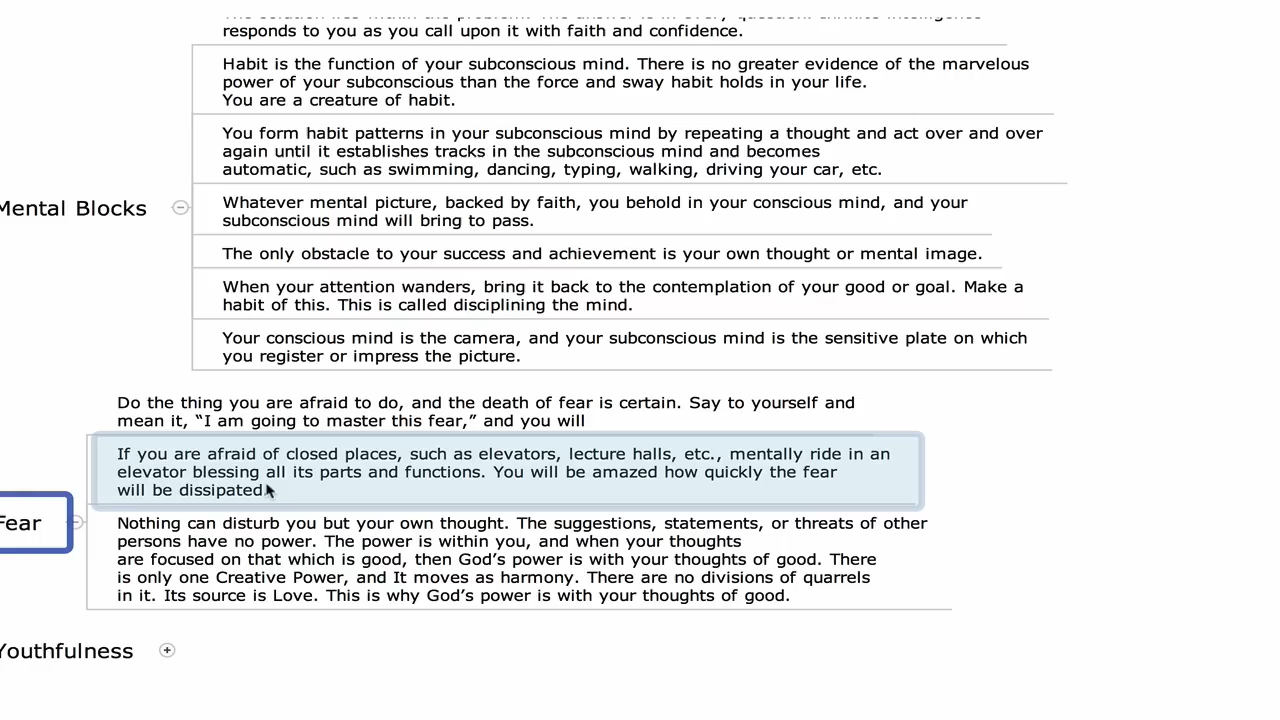 responds to you as you call upon it with faith and confidence.
Habit is the function of your subconscious mind. There is no greater evidence of the marvelous
power of your subconscious than the force and sway habit holds in your life.
You are a creature of habit.
You form habit patterns in your subconscious mind by repeating a thought and act over and over
again until it establishes tracks in the subconscious mind and becomes
automatic, such as swimming, dancing, typing, walking, driving your car, etc.
Mental Blocks
Whatever mental picture, backed by faith, you behold in your conscious mind, and your
subconscious mind will bring to pass.
The only obstacle to your success and achievement is your own thought or mental image.
When your attention wanders, bring it back to the contemplation of your good or goal. Make a
habit of this. This is called disciplining the mind.
Your conscious mind is the camera, and your subconscious mind is the sensitive plate on which
you register or impress the picture.
Do the thing you are afraid to do, and the death of fear is certain. Say to yourself and
mean it, “I am going to master this fear,” and you will
If you are afraid of closed places, such as elevators, lecture halls, etc., mentally ride in an
elevator blessing all its parts and functions. You will be amazed how quickly the fear
will be dissipated.
Fear
Nothing can disturb you but your own thought. The suggestions, statements, or threats of other
persons have no power. The power is within you, and when your thoughts
are focused on that which is good, then God’s power is with your thoughts of good. There
is only one Creative Power, and It moves as harmony. There are no divisions of quarrels
in it. Its source is Love. This is why God’s power is with your thoughts of good.
Youthfulness